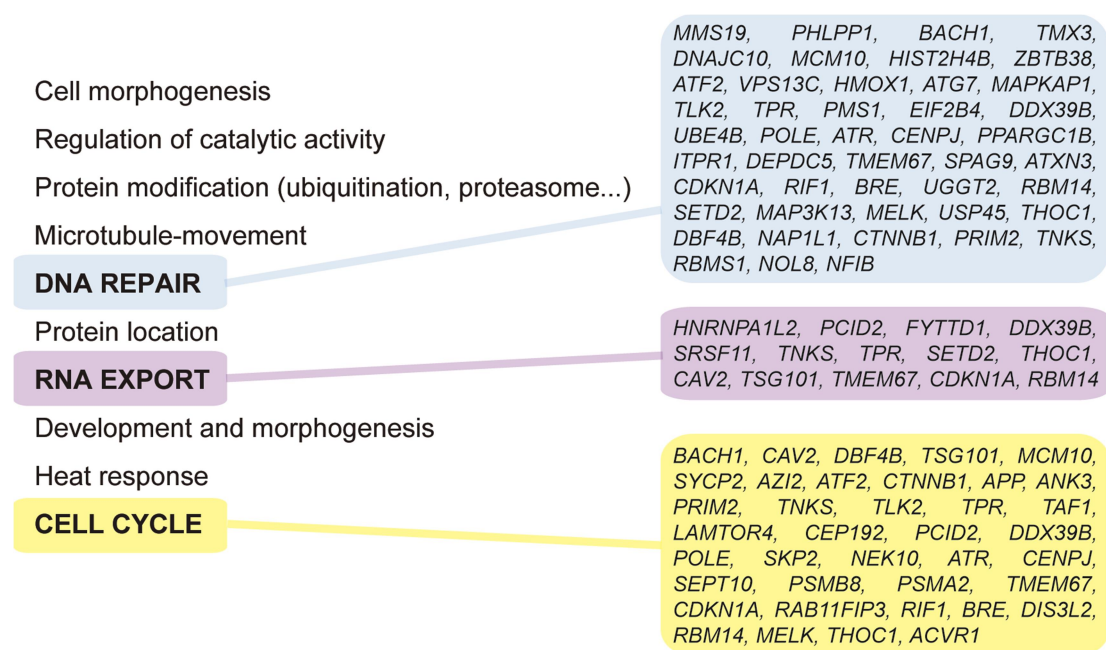 Cell morphogenesis
Regulation of catalytic activity
Protein modification (ubiquitination, proteasome...)
Microtubule-movement
DNA REPAIR
Protein location
RNA EXPORT
Development and morphogenesis
Heat response
CELL CYCLE
MMS19, PHLPP1, BACH1, TMX3,
DNAJC10, MCM10, HIST2H4B, ZBTB38,
ATF2, VPS13C, HMOX1, ATG7, MAPKAP1,
TLK2, TPR, PMS1, EIF2B4, DDX39B,
UBE4B, POLE, ATR, CENPJ, PPARGC1B,
ITPR1, DEPDC5, TMEM67, SPAG9, ATXN3,
CDKN1A, RIF1, BRE, UGGT2, RBM14,
SETD2, MAP3K13, MELK, USP45, THOC1,
DBF4B, NAP1L1, CTNNB1, PRIM2, TNKS,
RBMS1, NOL8, NFIB
HNRNPA1L2, PCID2, FYTTD1, DDX39B,
SRSF11, TNKS, TPR, SETD2, THOC1,
CAV2, TSG101, TMEM67, CDKN1A, RBM14
BACH1, CAV2, DBF4B, TSG101, MCM10,
SYCP2, AZI2, ATF2, CTNNB1, APP, ANK3,
PRIM2, TNKS, TLK2, TPR, TAF1,
LAMTOR4, CEP192, PCID2, DDX39B,
POLE, SKP2, NEK10, ATR, CENPJ,
SEPT10, PSMB8, PSMA2, TMEM67,
CDKN1A, RAB11FIP3, RIF1, BRE, DIS3L2,
RBM14, MELK, THOC1, ACVR1